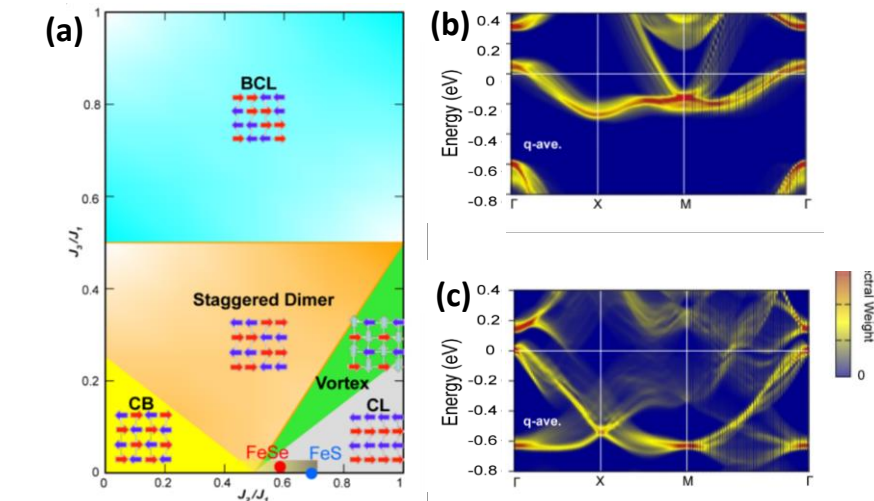 (a)
1
0.8
0.6
0.4
0.2
0
J₃/J₁
BCL
Staggered Dimer
Vortex
CB
CL
FeSe
FeS
0
0.2
0.4
0.6
0.8
1
J₂/J₁
(b)
0.4
0.2
0
-0.2
-0.4
-0.6
-0.8
Energy (eV)
q-ave.
Γ
X
M
Γ
(c)
0.4
0.2
0
-0.2
-0.4
-0.6
-0.8
Energy (eV)
q-ave.
Γ
X
M
Γ
ctral Weight
0